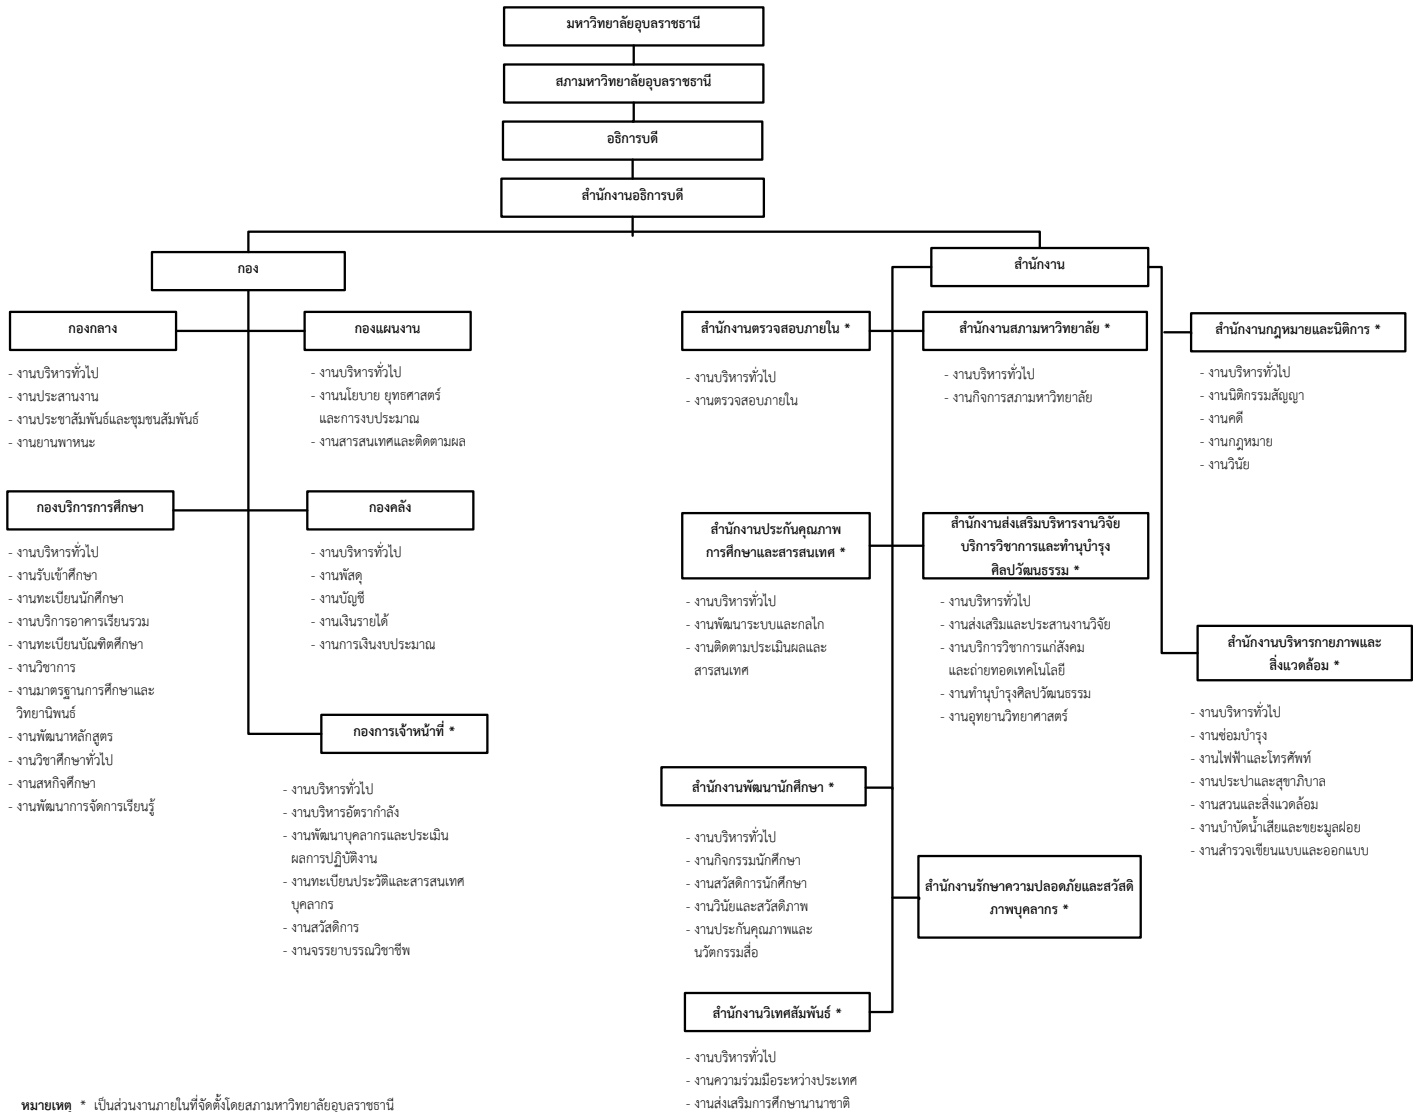 มหาวิทยาลัยอุบลราชธานี
สภามหาวิทยาลัยอุบลราชธานี
อธิการบดี
สำนักงานอธิการบดี
กอง
กองกลาง
- งานบริหารทั่วไป
- งานประสานงาน
- งานประชาสัมพันธ์และชุมชนสัมพันธ์
- งานยานพาหนะ
กองแผนงาน
- งานบริหารทั่วไป
- งานนโยบาย ยุทธศาสตร์
และการงบประมาณ
- งานสารสนเทศและติดตามผล
กองบริการการศึกษา
- งานบริหารทั่วไป
- งานรับเข้าศึกษา
- งานทะเบียนนักศึกษา
- งานบริการอาคารเรียนรวม
- งานทะเบียนบัณฑิตศึกษา
- งานวิชาการ
- งานมาตรฐานการศึกษาและ
วิทยานิพนธ์
- งานพัฒนาหลักสูตร
- งานวิชาศึกษาทั่วไป
- งานสหกิจศึกษา
- งานพัฒนาการจัดการเรียนรู้
กองคลัง
- งานบริหารทั่วไป
- งานพัสดุ
- งานบัญชี
- งานเงินรายได้
- งานการเงินงบประมาณ
กองการเจ้าหน้าที่ *
- งานบริหารทั่วไป
- งานบริหารอัตรากำลัง
- งานพัฒนาบุคลากรและประเมิน
ผลการปฏิบัติงาน
- งานทะเบียนประวัติและสารสนเทศ
บุคลากร
- งานสวัสดิการ
- งานจรรยาบรรณวิชาชีพ
สำนักงาน
สำนักงานตรวจสอบภายใน *
- งานบริหารทั่วไป
- งานตรวจสอบภายใน
สำนักงานสภามหาวิทยาลัย *
- งานบริหารทั่วไป
- งานกิจการสภามหาวิทยาลัย
สำนักงานกฎหมายและนิติการ *
- งานบริหารทั่วไป
- งานนิติกรรมสัญญา
- งานคดี
- งานกฎหมาย
- งานวินัย
สำนักงานประกันคุณภาพ
การศึกษาและสารสนเทศ *
- งานบริหารทั่วไป
- งานพัฒนาระบบและกลไก
- งานติดตามประเมินผลและ
สารสนเทศ
สำนักงานส่งเสริมบริหารงานวิจัย
บริการวิชาการและทำนุบำรุง
ศิลปวัฒนธรรม *
- งานบริหารทั่วไป
- งานส่งเสริมและประสานงานวิจัย
- งานบริการวิชาการแก่สังคม
และถ่ายทอดเทคโนโลยี
- งานทำนุบำรุงศิลปวัฒนธรรม
- งานอุทยานวิทยาศาสตร์
สำนักงานบริหารกายภาพและ
สิ่งแวดล้อม *
- งานบริหารทั่วไป
- งานซ่อมบำรุง
- งานไฟฟ้าและโทรศัพท์
- งานประปาและสุขาภิบาล
- งานสวนและสิ่งแวดล้อม
- งานบำบัดน้ำเสียและขยะมูลฝอย
- งานสำรวจเขียนแบบและออกแบบ
สำนักงานพัฒนานักศึกษา *
- งานบริหารทั่วไป
- งานกิจกรรมนักศึกษา
- งานสวัสดิการนักศึกษา
- งานวินัยและสวัสดิภาพ
- งานประกันคุณภาพและ
นวัตกรรมสื่อ
สำนักงานรักษาความปลอดภัยและสวัสดิ
ภาพบุคลากร *
สำนักงานวิเทศสัมพันธ์ *
- งานบริหารทั่วไป
- งานความร่วมมือระหว่างประเทศ
- งานส่งเสริมการศึกษานานาชาติ
หมายเหตุ * เป็นส่วนงานภายในที่จัดตั้งโดยสภามหาวิทยาลัยอุบลราชธานี